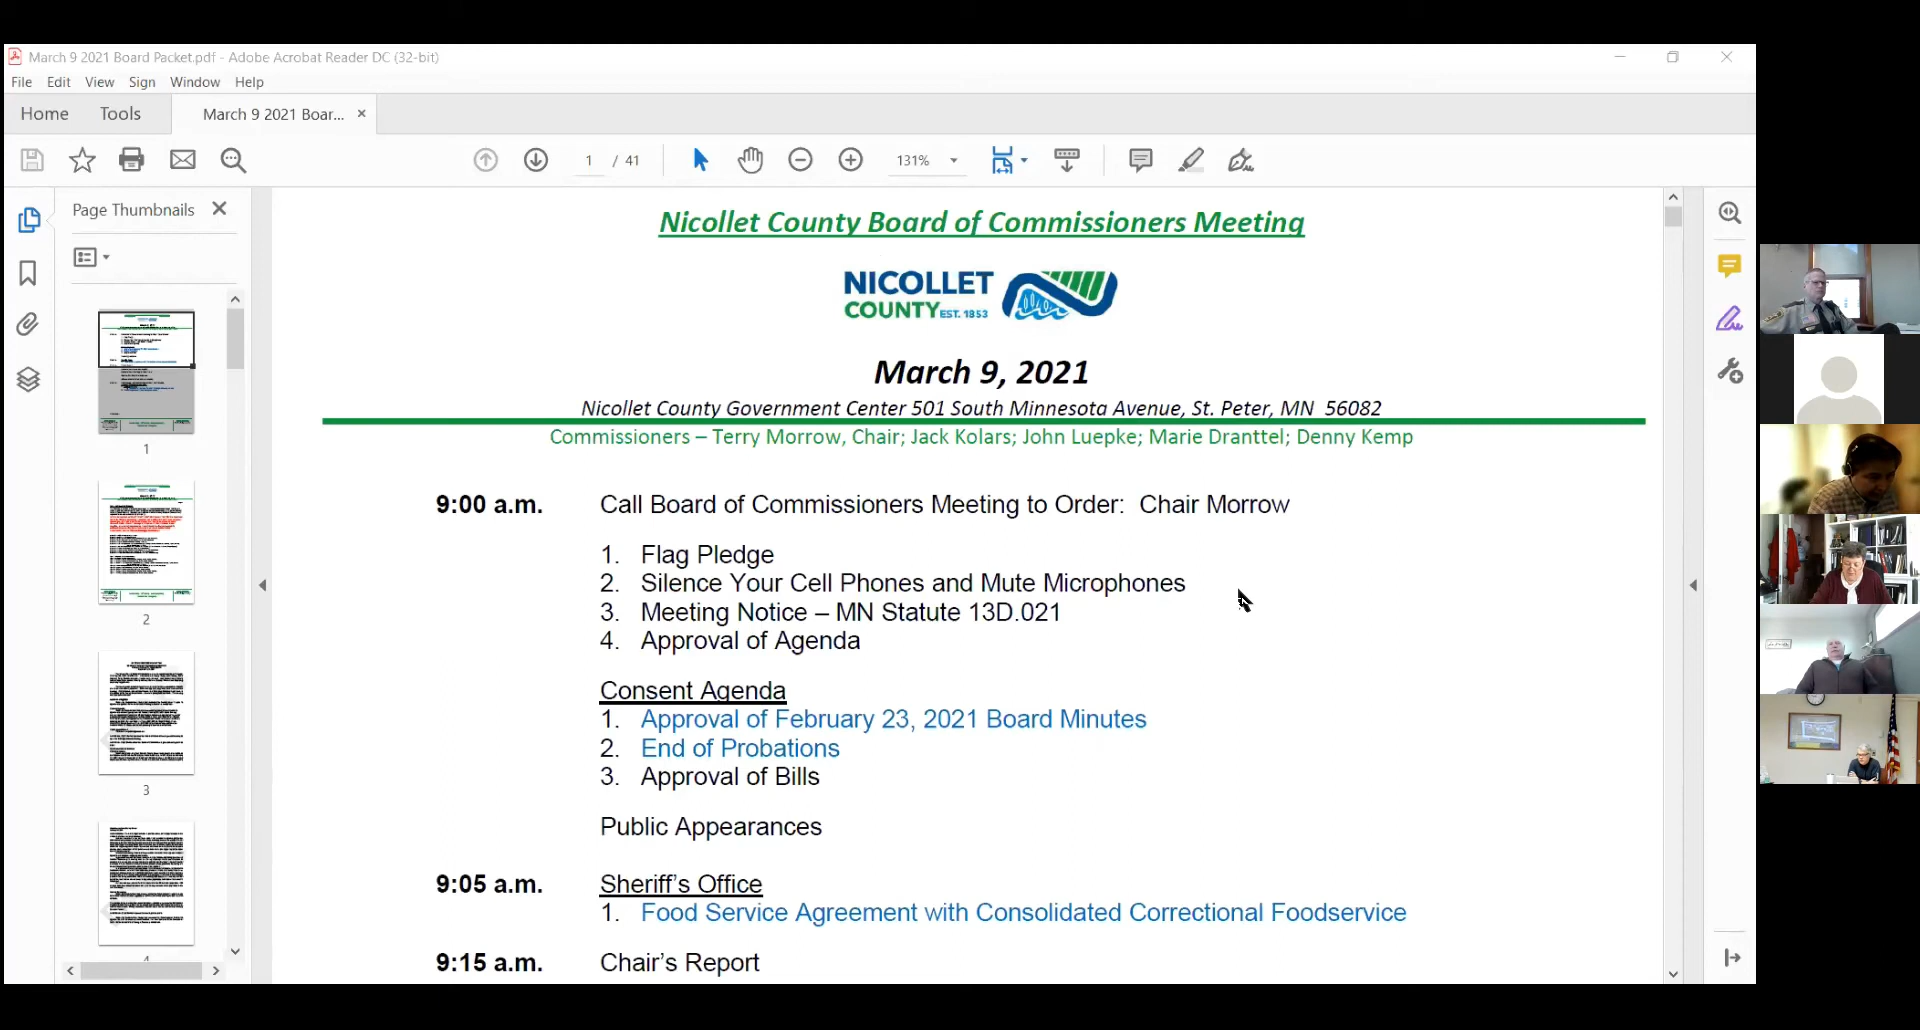 March 9 2021 Board Packet.pdf - Adobe Acrobat Reader DC (32-bit)
File Edit View Sign Window Help
Home Tools March 9 2021 Boar... ×
1 / 41 131%
Page Thumbnails
1
2
3
4
Nicollet County Board of Commissioners Meeting
NICOLLET
COUNTY EST. 1853
March 9, 2021
Nicollet County Government Center 501 South Minnesota Avenue, St. Peter, MN 56082
Commissioners – Terry Morrow, Chair; Jack Kolars; John Luepke; Marie Dranttel; Denny Kemp
9:00 a.m. Call Board of Commissioners Meeting to Order: Chair Morrow
1. Flag Pledge
2. Silence Your Cell Phones and Mute Microphones
3. Meeting Notice – MN Statute 13D.021
4. Approval of Agenda
Consent Agenda
1. Approval of February 23, 2021 Board Minutes
2. End of Probations
3. Approval of Bills
Public Appearances
9:05 a.m. Sheriff's Office
1. Food Service Agreement with Consolidated Correctional Foodservice
9:15 a.m. Chair's Report